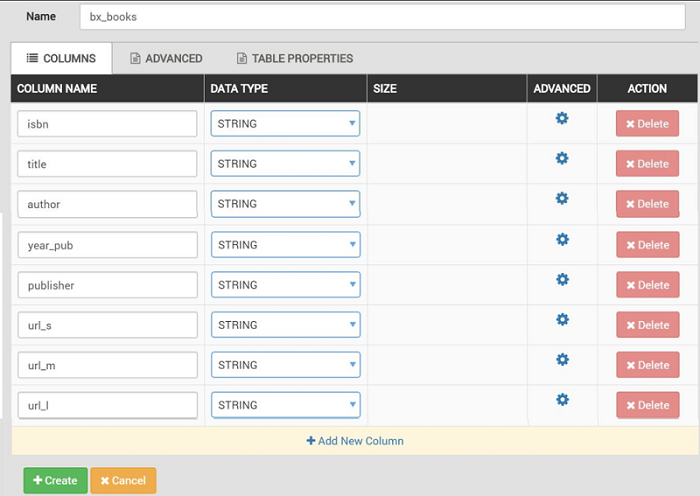 Name bx_books
COLUMNS ADVANCED TABLE PROPERTIES
COLUMN NAME DATA TYPE SIZE ADVANCED ACTION
isbn STRING Delete
title STRING Delete
author STRING Delete
year_pub STRING Delete
publisher STRING Delete
url_s STRING Delete
url_m STRING Delete
url_l STRING Delete
+ Add New Column
+ Create × Cancel